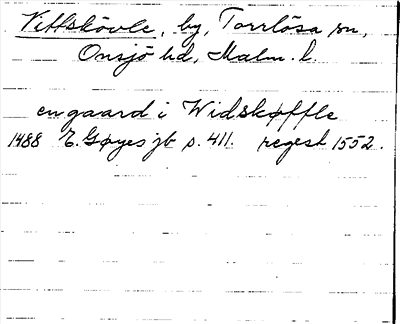 Vittskövle, by, Torrlösa sn,
Onsjö hd, Malm. l.
en gaard i Widskøffle
1488 E. Gøyes jb s. 411. regest 1552.